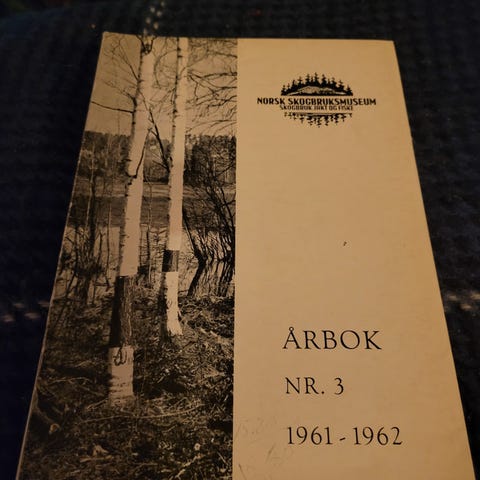 NORSK SKOGBRUKSMUSEUM
SKOGBRUK JAKT OG FISKE
ÅRBOK
NR. 3
1961-1962